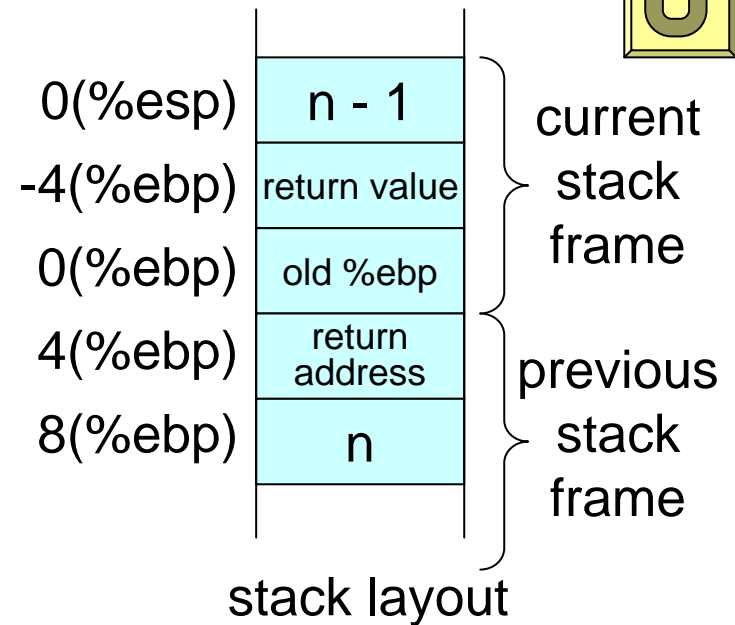 0(%esp) n - 1
-4(%ebp) return value
0(%ebp) old %ebp
4(%ebp) return
address
8(%ebp) n
current
stack
frame
previous
stack
frame
stack layout